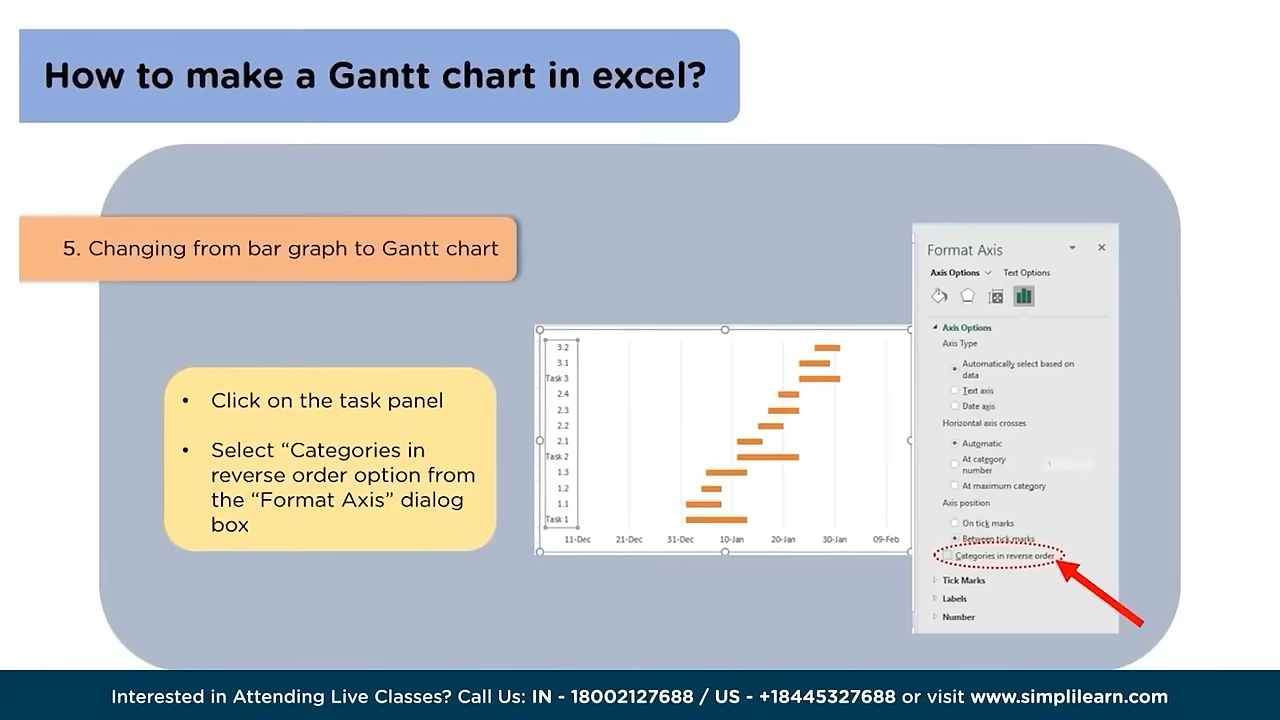 How to make a Gantt chart in excel?
5. Changing from bar graph to Gantt chart
• Click on the task panel
• Select “Categories in
reverse order option from
the “Format Axis” dialog
box
3.2
3.1
Task 3
2.4
2.3
2.2
2.1
Task 2
1.3
1.2
1.1
Task 1
11-Dec 21-Dec 31-Dec 10-Jan 20-Jan 30-Jan 09-Feb
Format Axis
Axis Options Text Options
Axis Options
Axis Type
Automatically select based on
data
Text axis
Date axis
Horizontal axis crosses
Automatic
At category
number
1
At maximum category
Axis position
On tick marks
Between tick marks
Categories in reverse order
Tick Marks
Labels
Number
Interested in Attending Live Classes? Call Us: IN - 18002127688 / US - +18445327688 or visit www.simplilearn.com